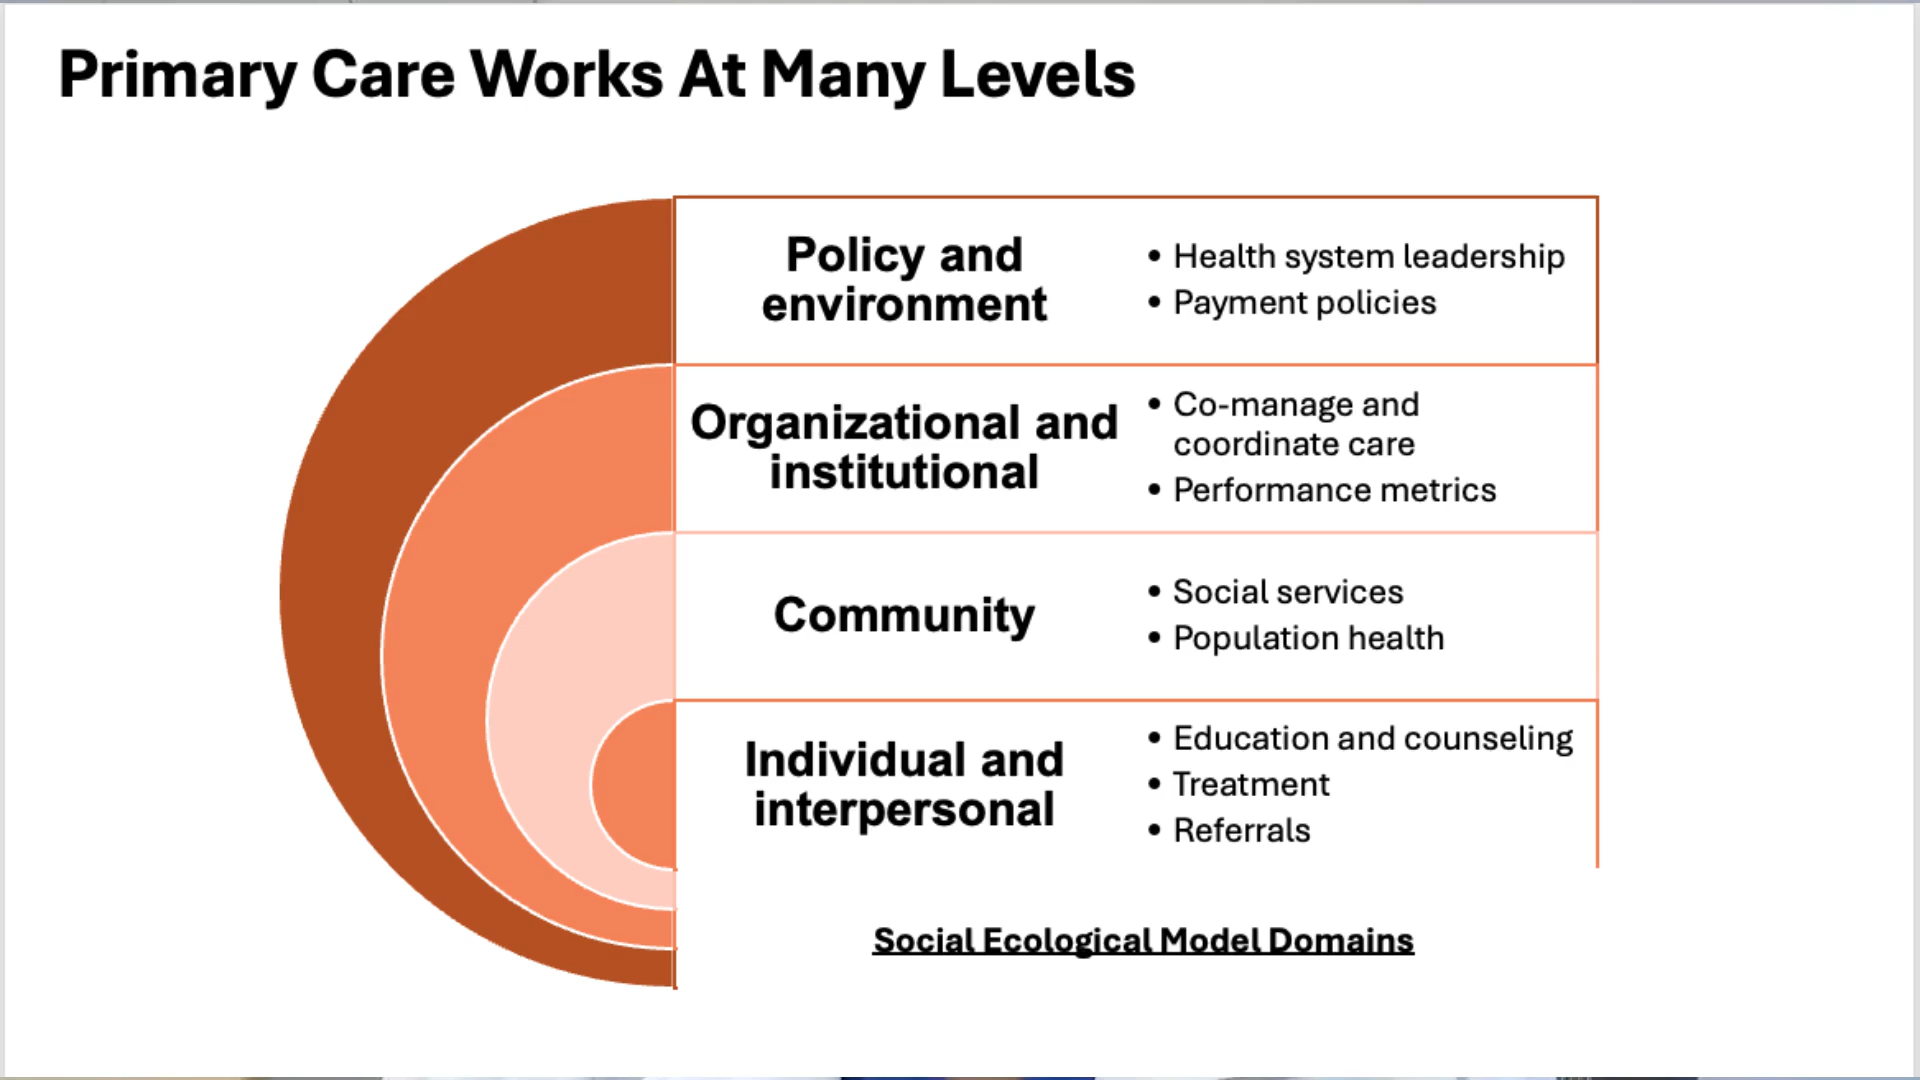 Primary Care Works At Many Levels
Policy and
environment
• Health system leadership
• Payment policies
Organizational and
institutional
• Co-manage and
coordinate care
• Performance metrics
Community
• Social services
• Population health
Individual and
interpersonal
• Education and counseling
• Treatment
• Referrals
Social Ecological Model Domains